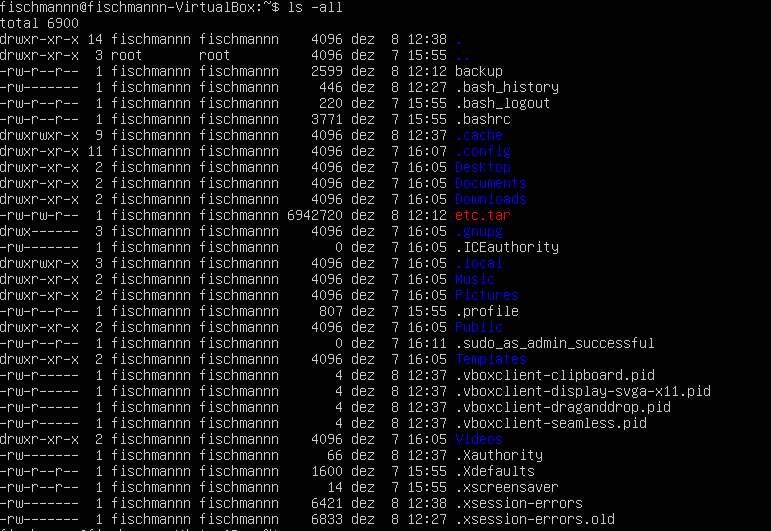 fischmannn@fischmannn-VirtualBox:~$ ls -all
total 6900
drwxr-xr-x 14 fischmannn fischmannn    4096 dez  8 12:38 .
drwxr-xr-x  3 root       root          4096 dez  7 15:55 ..
-rw-r--r--  1 fischmannn fischmannn    2599 dez  8 12:12 backup
-rw-------  1 fischmannn fischmannn     446 dez  8 12:27 .bash_history
-rw-r--r--  1 fischmannn fischmannn     220 dez  7 15:55 .bash_logout
-rw-r--r--  1 fischmannn fischmannn    3771 dez  7 15:55 .bashrc
drwxrwxr-x  9 fischmannn fischmannn    4096 dez  8 12:37 .cache
drwxr-xr-x 11 fischmannn fischmannn    4096 dez  7 16:07 .config
drwxr-xr-x  2 fischmannn fischmannn    4096 dez  7 16:05 Desktop
drwxr-xr-x  2 fischmannn fischmannn    4096 dez  7 16:05 Documents
drwxr-xr-x  2 fischmannn fischmannn    4096 dez  7 16:05 Downloads
-rw-rw-r--  1 fischmannn fischmannn 6942720 dez  8 12:12 etc.tar
drwx------  3 fischmannn fischmannn    4096 dez  7 16:05 .gnupg
-rw-------  1 fischmannn fischmannn       0 dez  7 16:05 .ICEauthority
drwxrwxr-x  3 fischmannn fischmannn    4096 dez  7 16:05 .local
drwxr-xr-x  2 fischmannn fischmannn    4096 dez  7 16:05 Music
drwxr-xr-x  2 fischmannn fischmannn    4096 dez  7 16:05 Pictures
-rw-r--r--  1 fischmannn fischmannn     807 dez  7 15:55 .profile
drwxr-xr-x  2 fischmannn fischmannn    4096 dez  7 16:05 Public
-rw-r--r--  1 fischmannn fischmannn       0 dez  7 16:11 .sudo_as_admin_successful
drwxr-xr-x  2 fischmannn fischmannn    4096 dez  7 16:05 Templates
-rw-r-----  1 fischmannn fischmannn       4 dez  8 12:37 .vboxclient-clipboard.pid
-rw-r-----  1 fischmannn fischmannn       4 dez  8 12:37 .vboxclient-display-svga-x11.pid
-rw-r-----  1 fischmannn fischmannn       4 dez  8 12:37 .vboxclient-draganddrop.pid
-rw-r-----  1 fischmannn fischmannn       4 dez  8 12:37 .vboxclient-seamless.pid
drwxr-xr-x  2 fischmannn fischmannn    4096 dez  7 16:05 Videos
-rw-------  1 fischmannn fischmannn      66 dez  8 12:37 .Xauthority
-rw-r--r--  1 fischmannn fischmannn    1600 dez  7 15:55 .Xdefaults
-rw-r--r--  1 fischmannn fischmannn      14 dez  7 15:55 .xscreensaver
-rw-------  1 fischmannn fischmannn    6421 dez  8 12:38 .xsession-errors
-rw-------  1 fischmannn fischmannn    6833 dez  8 12:27 .xsession-errors.old